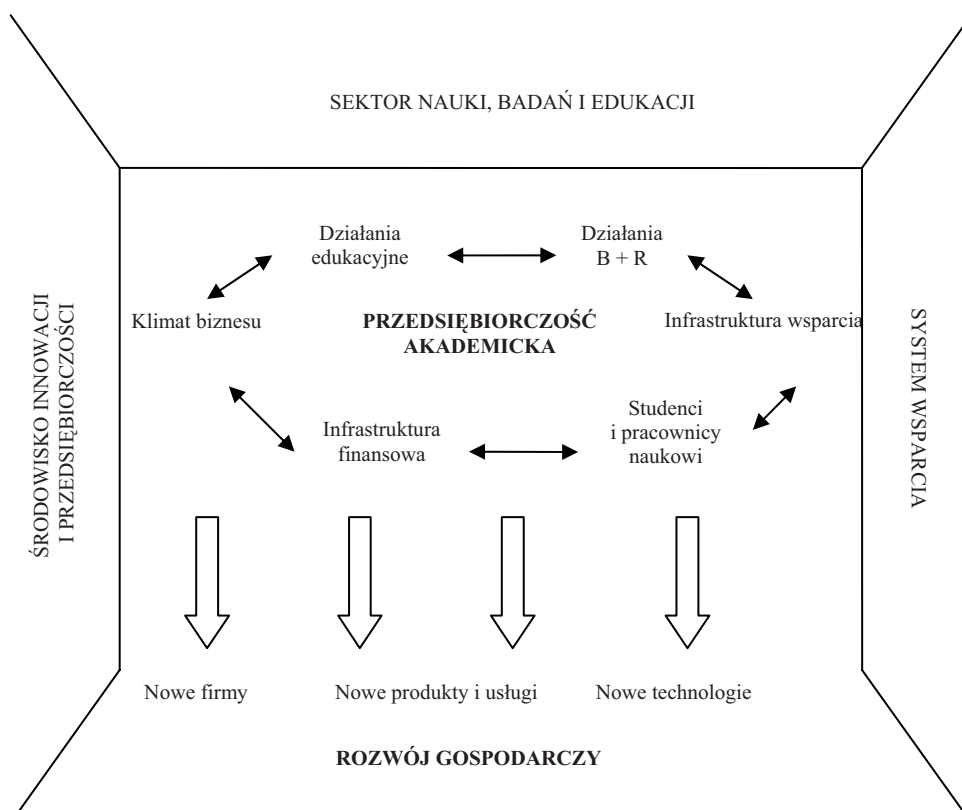 SEKTOR NAUKI, BADAŃ I EDUKACJI
Działania
edukacyjne
Działania
B + R
Klimat biznesu
PRZEDSIĘBIORCZOŚĆ
AKADEMICKA
Infrastruktura wsparcia
Infrastruktura
finansowa
Studenci
i pracownicy
naukowi
ŚRODOWISKO INNOWACJI
I PRZEDSIĘBIORCZOŚCI
SYSTEM WSPARCIA
Nowe firmy
Nowe produkty i usługi
Nowe technologie
ROZWÓJ GOSPODARCZY